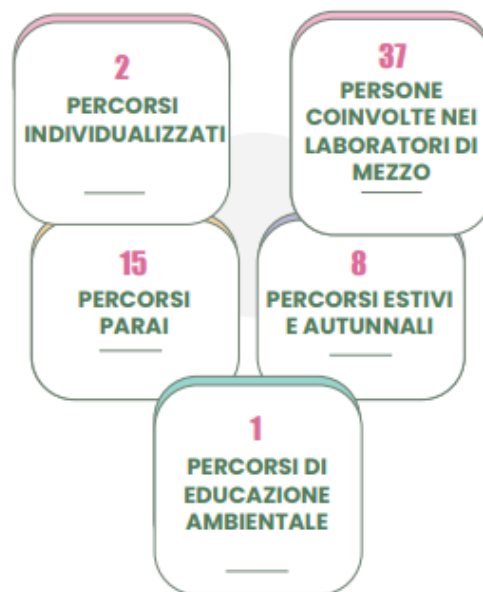 2
PERCORSI
INDIVIDUALIZZATI
37
PERSONE
COINVOLTE NEI
LABORATORI DI
MEZZO
15
PERCORSI
PARAI
8
PERCORSI ESTIVI
E AUTUNNALI
1
PERCORSI DI
EDUCAZIONE
AMBIENTALE